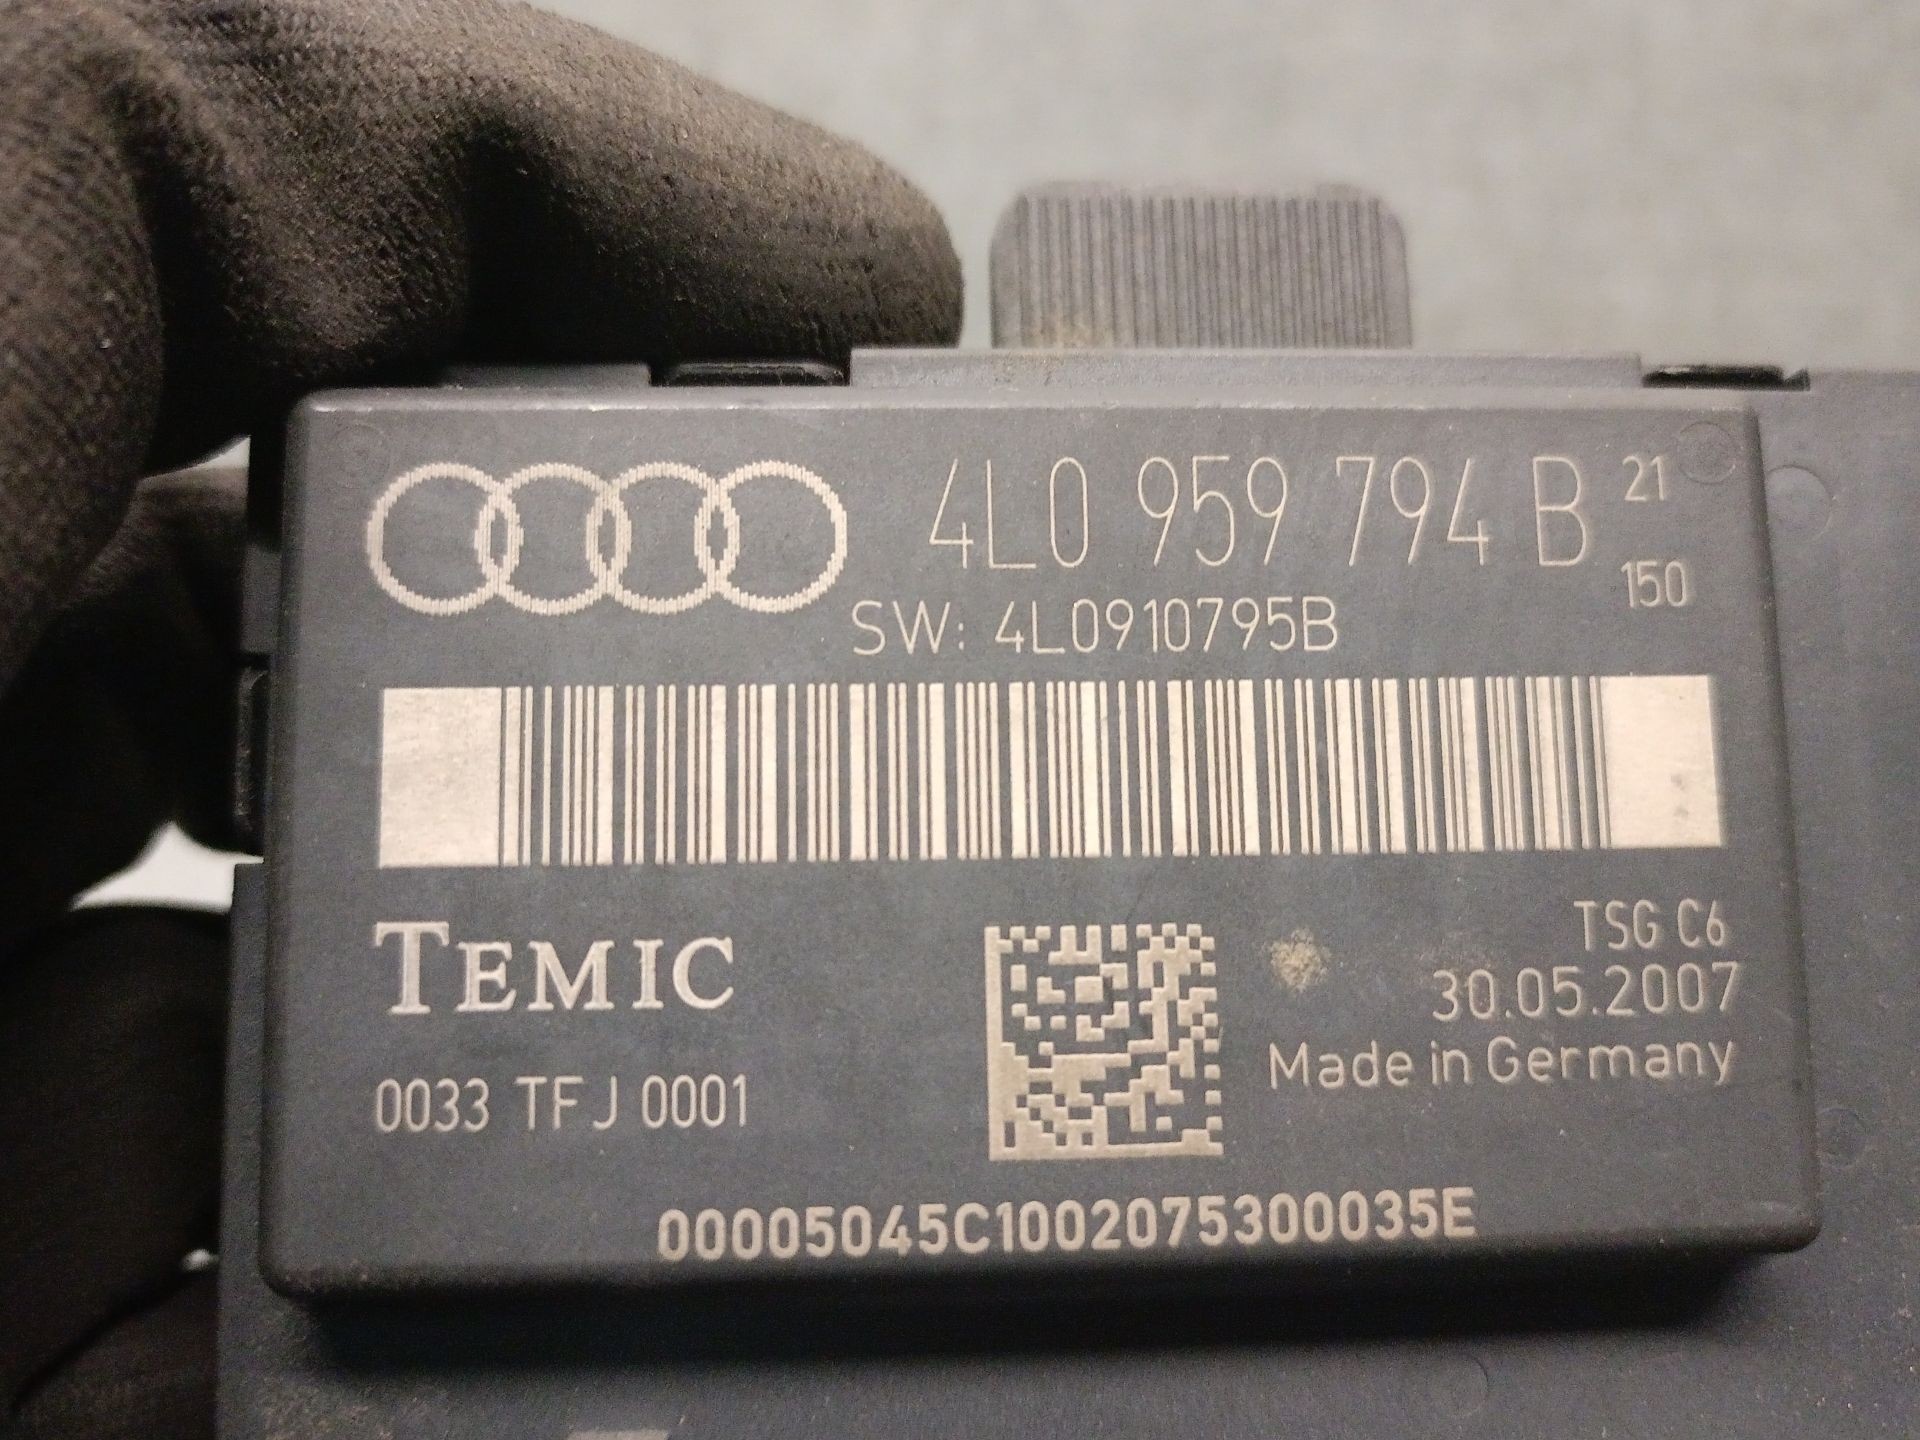 4L0 959 794 B 21
150
SW: 4L0910795B
TEMIC
TSG C6
30.05.2007
Made in Germany
0033 TFJ 0001
00005045C1002075300035E